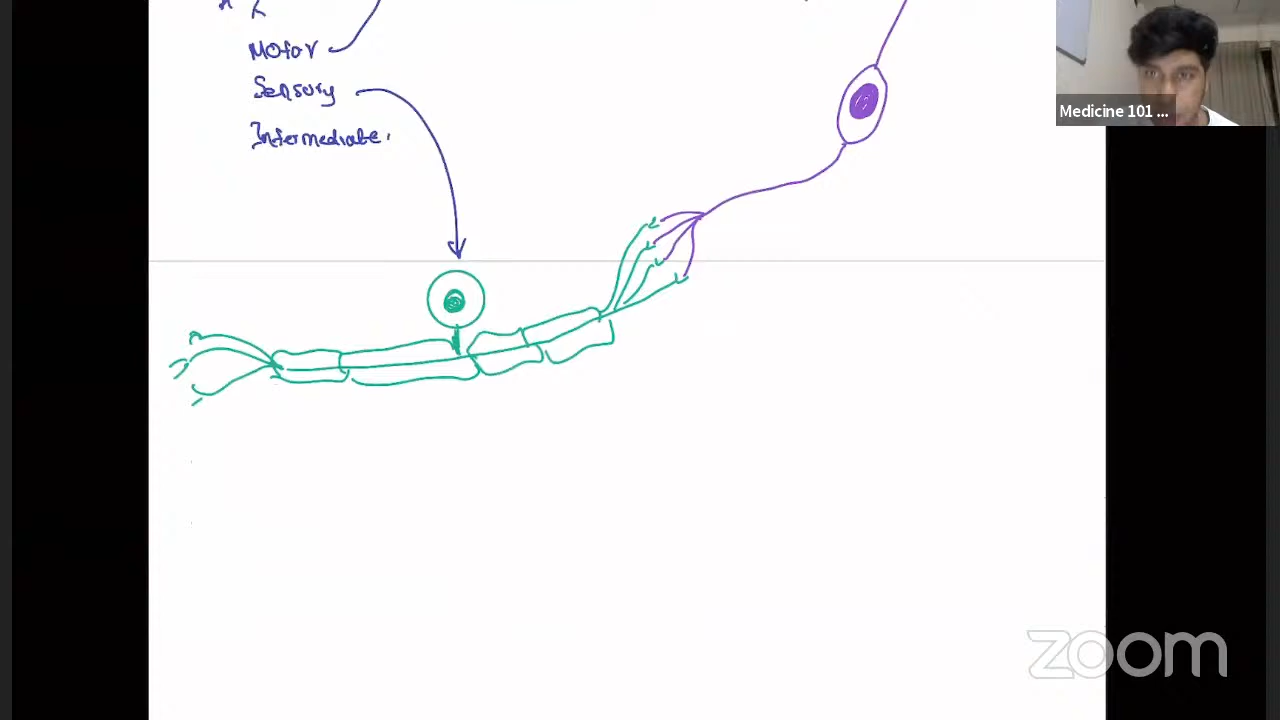 Motor
Sensory
Intermediate.
Medicine 101 ...
zoom